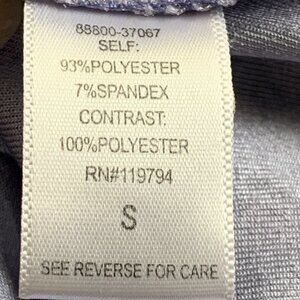 88800-37067
SELF:
93%POLYESTER
7%SPANDEX
CONTRAST:
100%POLYESTER
RN#119794
S
SEE REVERSE FOR CARE